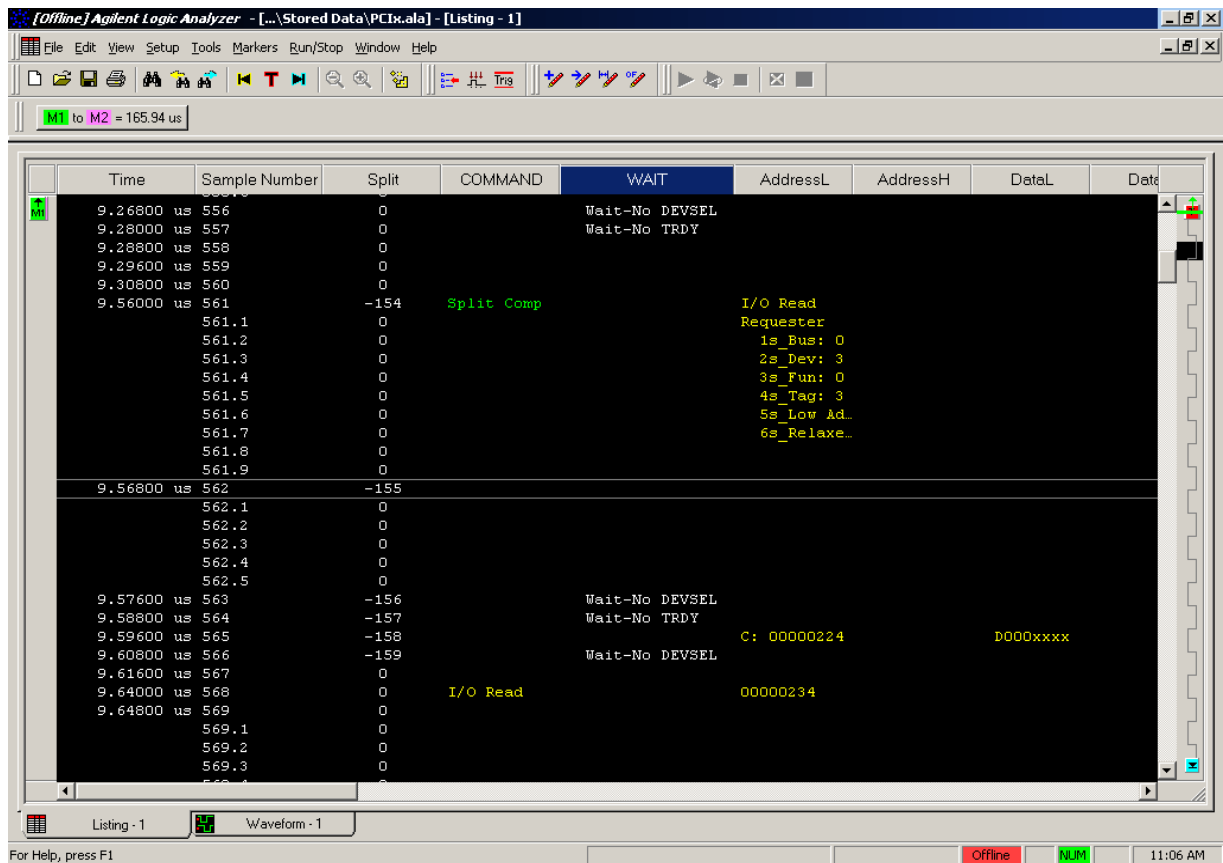 [Offline] Agilent Logic Analyzer - [...\Stored Data\PCIx.ala] - [Listing - 1]
File Edit View Setup Tools Markers Run/Stop Window Help
T Trig
M1 to M2 = 165.94 us
Time Sample Number Split COMMAND WAIT AddressL AddressH DataL Data
M1
9.26800 us 556 0 Wait-No DEVSEL
9.28000 us 557 0 Wait-No TRDY
9.28800 us 558 0
9.29600 us 559 0
9.30800 us 560 0
9.56000 us 561 -154 Split Comp I/O Read
561.1 0 Requester
561.2 0 1s_Bus: 0
561.3 0 2s_Dev: 3
561.4 0 3s_Fun: 0
561.5 0 4s_Tag: 3
561.6 0 5s_Low Ad…
561.7 0 6s_Relaxe…
561.8 0
561.9 0
9.56800 us 562 -155
562.1 0
562.2 0
562.3 0
562.4 0
562.5 0
9.57600 us 563 -156 Wait-No DEVSEL
9.58800 us 564 -157 Wait-No TRDY
9.59600 us 565 -158 C: 00000224 D000xxxx
9.60800 us 566 -159 Wait-No DEVSEL
9.61600 us 567 0
9.64000 us 568 0 I/O Read 00000234
9.64800 us 569 0
569.1 0
569.2 0
569.3 0
Listing - 1 Waveform - 1
For Help, press F1 Offline NUM 11:06 AM